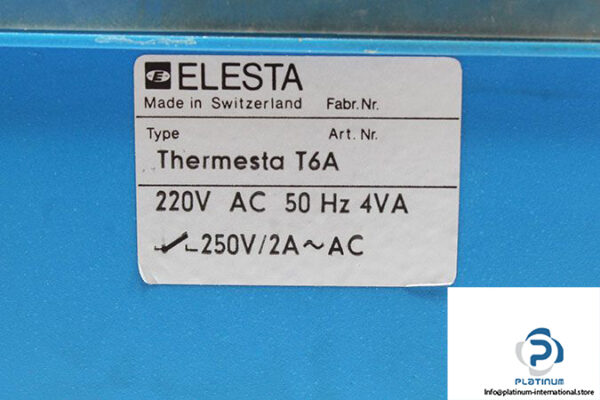 ELESTA
Made in Switzerland Fabr. Nr.
Type Art. Nr.
Thermesta T6A
220V AC 50 Hz 4VA
250V/2A~AC
PLATINUM
Info@platinum-international.store